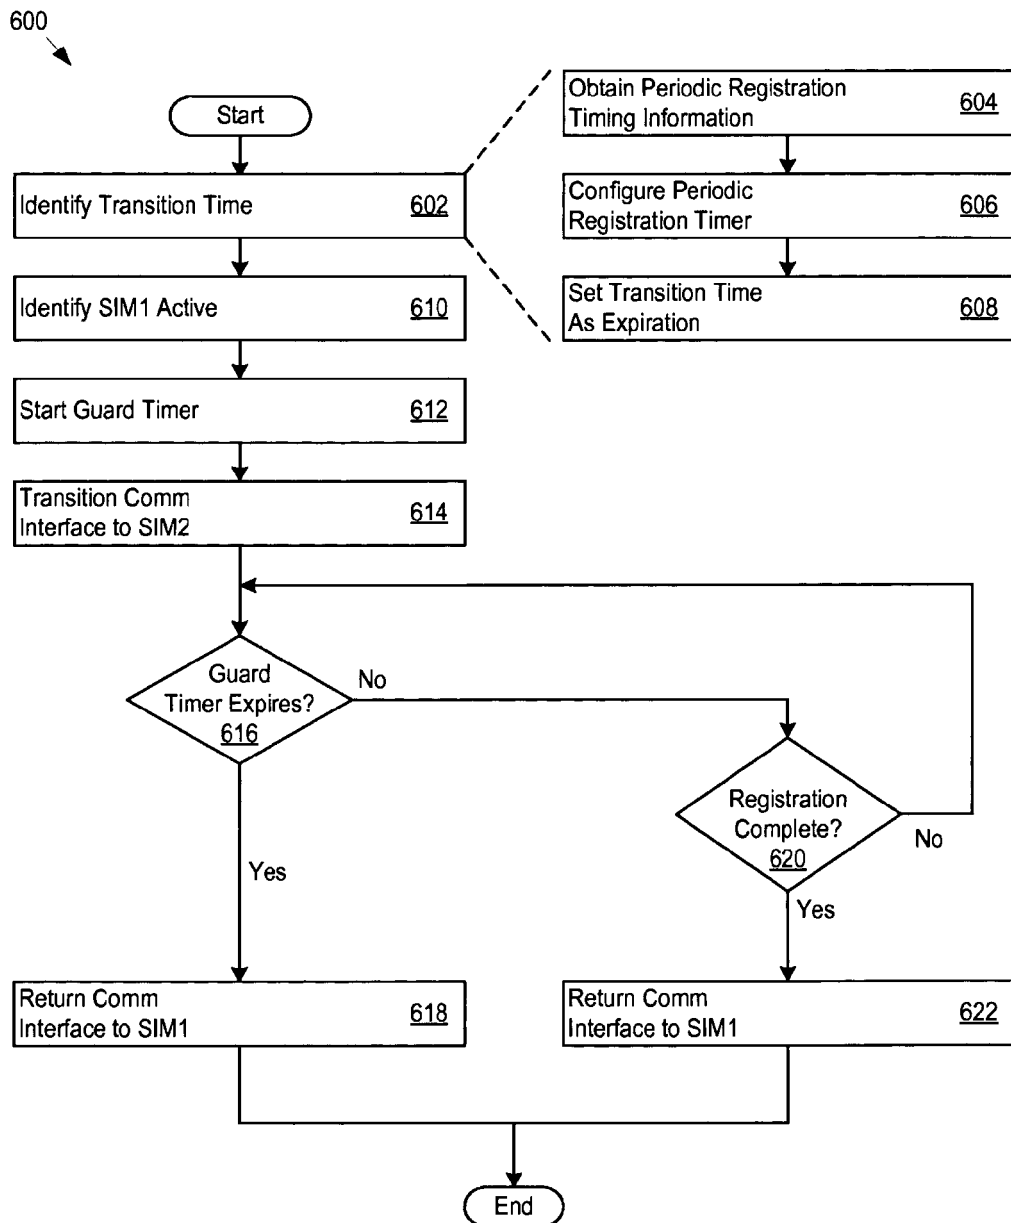 600
Start
Identify Transition Time 602
Obtain Periodic Registration
Timing Information 604
Configure Periodic
Registration Timer 606
Set Transition Time
As Expiration 608
Identify SIM1 Active 610
Start Guard Timer 612
Transition Comm
Interface to SIM2 614
Guard
Timer Expires?
616
No
Yes
Registration
Complete?
620
No
Yes
Return Comm
Interface to SIM1 618
Return Comm
Interface to SIM1 622
End